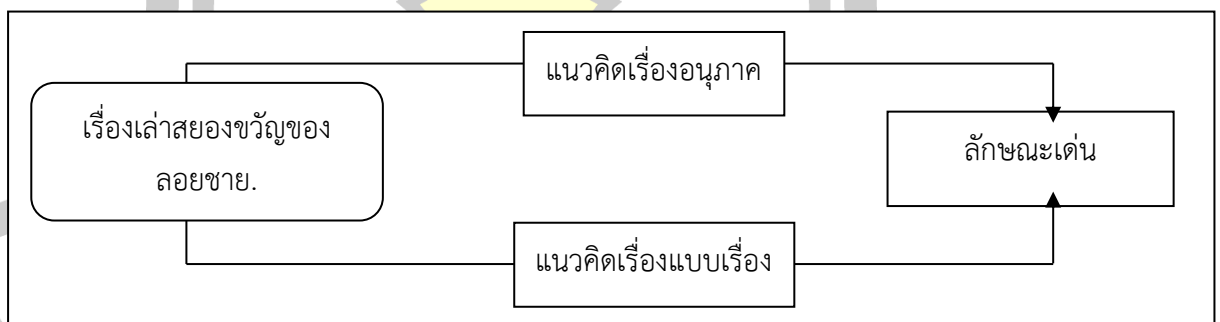 แนวคิดเรื่องอนุภาค
เรื่องเล่าสยองขวัญของ
ลอยชาย.
ลักษณะเด่น
แนวคิดเรื่องแบบเรื่อง